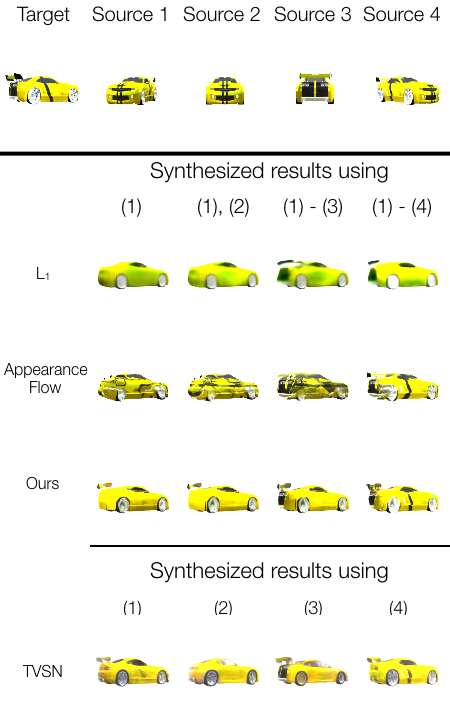 Target Source 1 Source 2 Source 3 Source 4
Synthesized results using
(1) (1), (2) (1) - (3) (1) - (4)
L₁
Appearance
Flow
Ours
Synthesized results using
(1) (2) (3) (4)
TVSN